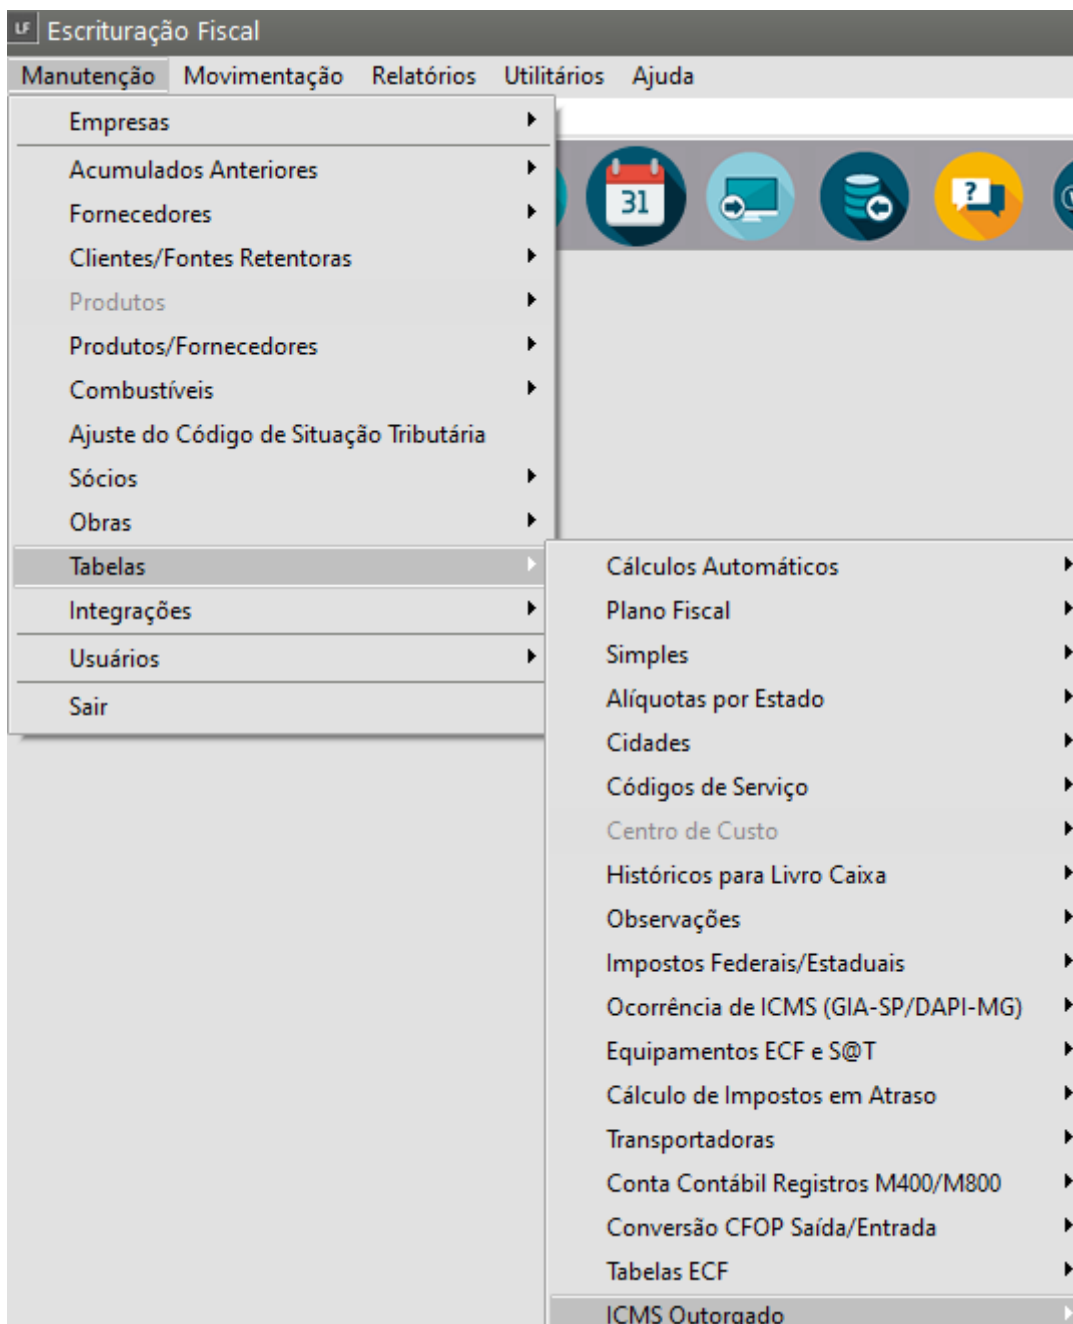 LF Escrituração Fiscal
Manutenção Movimentação Relatórios Utilitários Ajuda
Empresas
Acumulados Anteriores
Fornecedores
Clientes/Fontes Retentoras
Produtos
Produtos/Fornecedores
Combustíveis
Ajuste do Código de Situação Tributária
Sócios
Obras
Tabelas
Integrações
Usuários
Sair
31
?
Cálculos Automáticos
Plano Fiscal
Simples
Alíquotas por Estado
Cidades
Códigos de Serviço
Centro de Custo
Históricos para Livro Caixa
Observações
Impostos Federais/Estaduais
Ocorrência de ICMS (GIA-SP/DAPI-MG)
Equipamentos ECF e S@T
Cálculo de Impostos em Atraso
Transportadoras
Conta Contábil Registros M400/M800
Conversão CFOP Saída/Entrada
Tabelas ECF
ICMS Outorgado